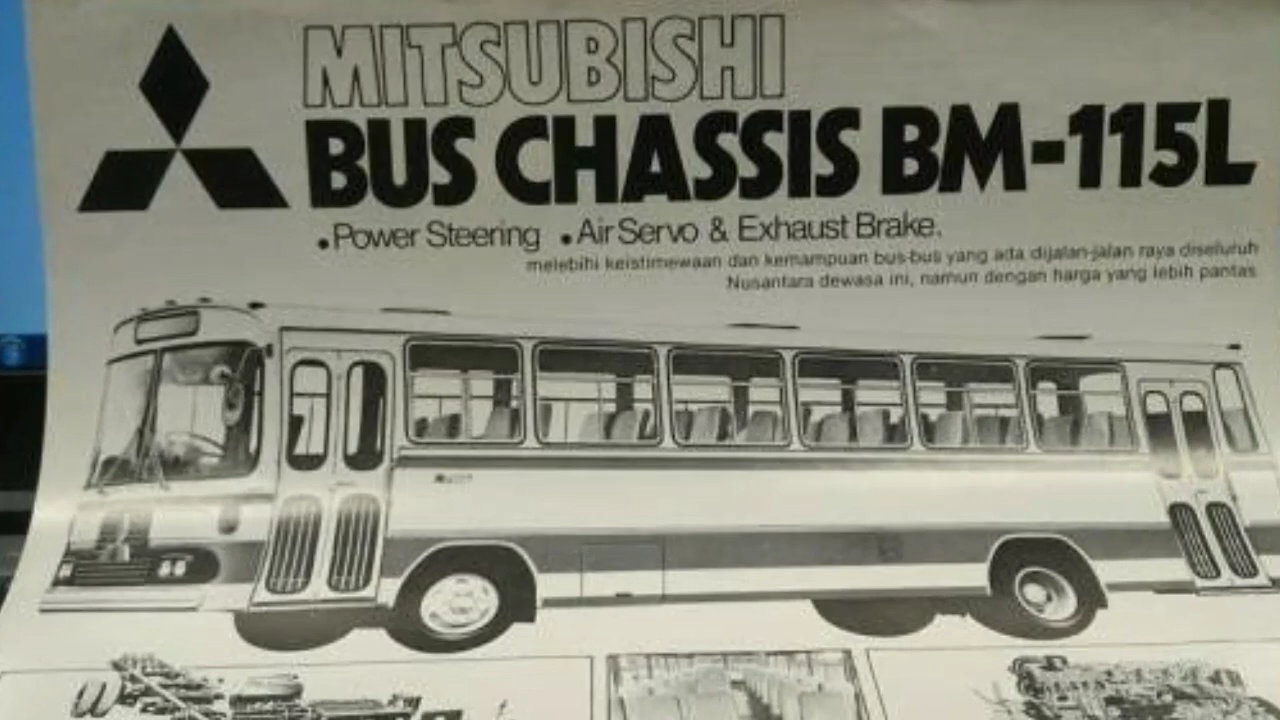 MITSUBISHI
BUS CHASSIS BM-115L
• Power Steering • Air Servo & Exhaust Brake.
melebihi keistimewaan dan kemampuan bus-bus yang ada dijalan-jalan raya diseluruh
Nusantara dewasa ini, namun dengan harga yang lebih pantas.